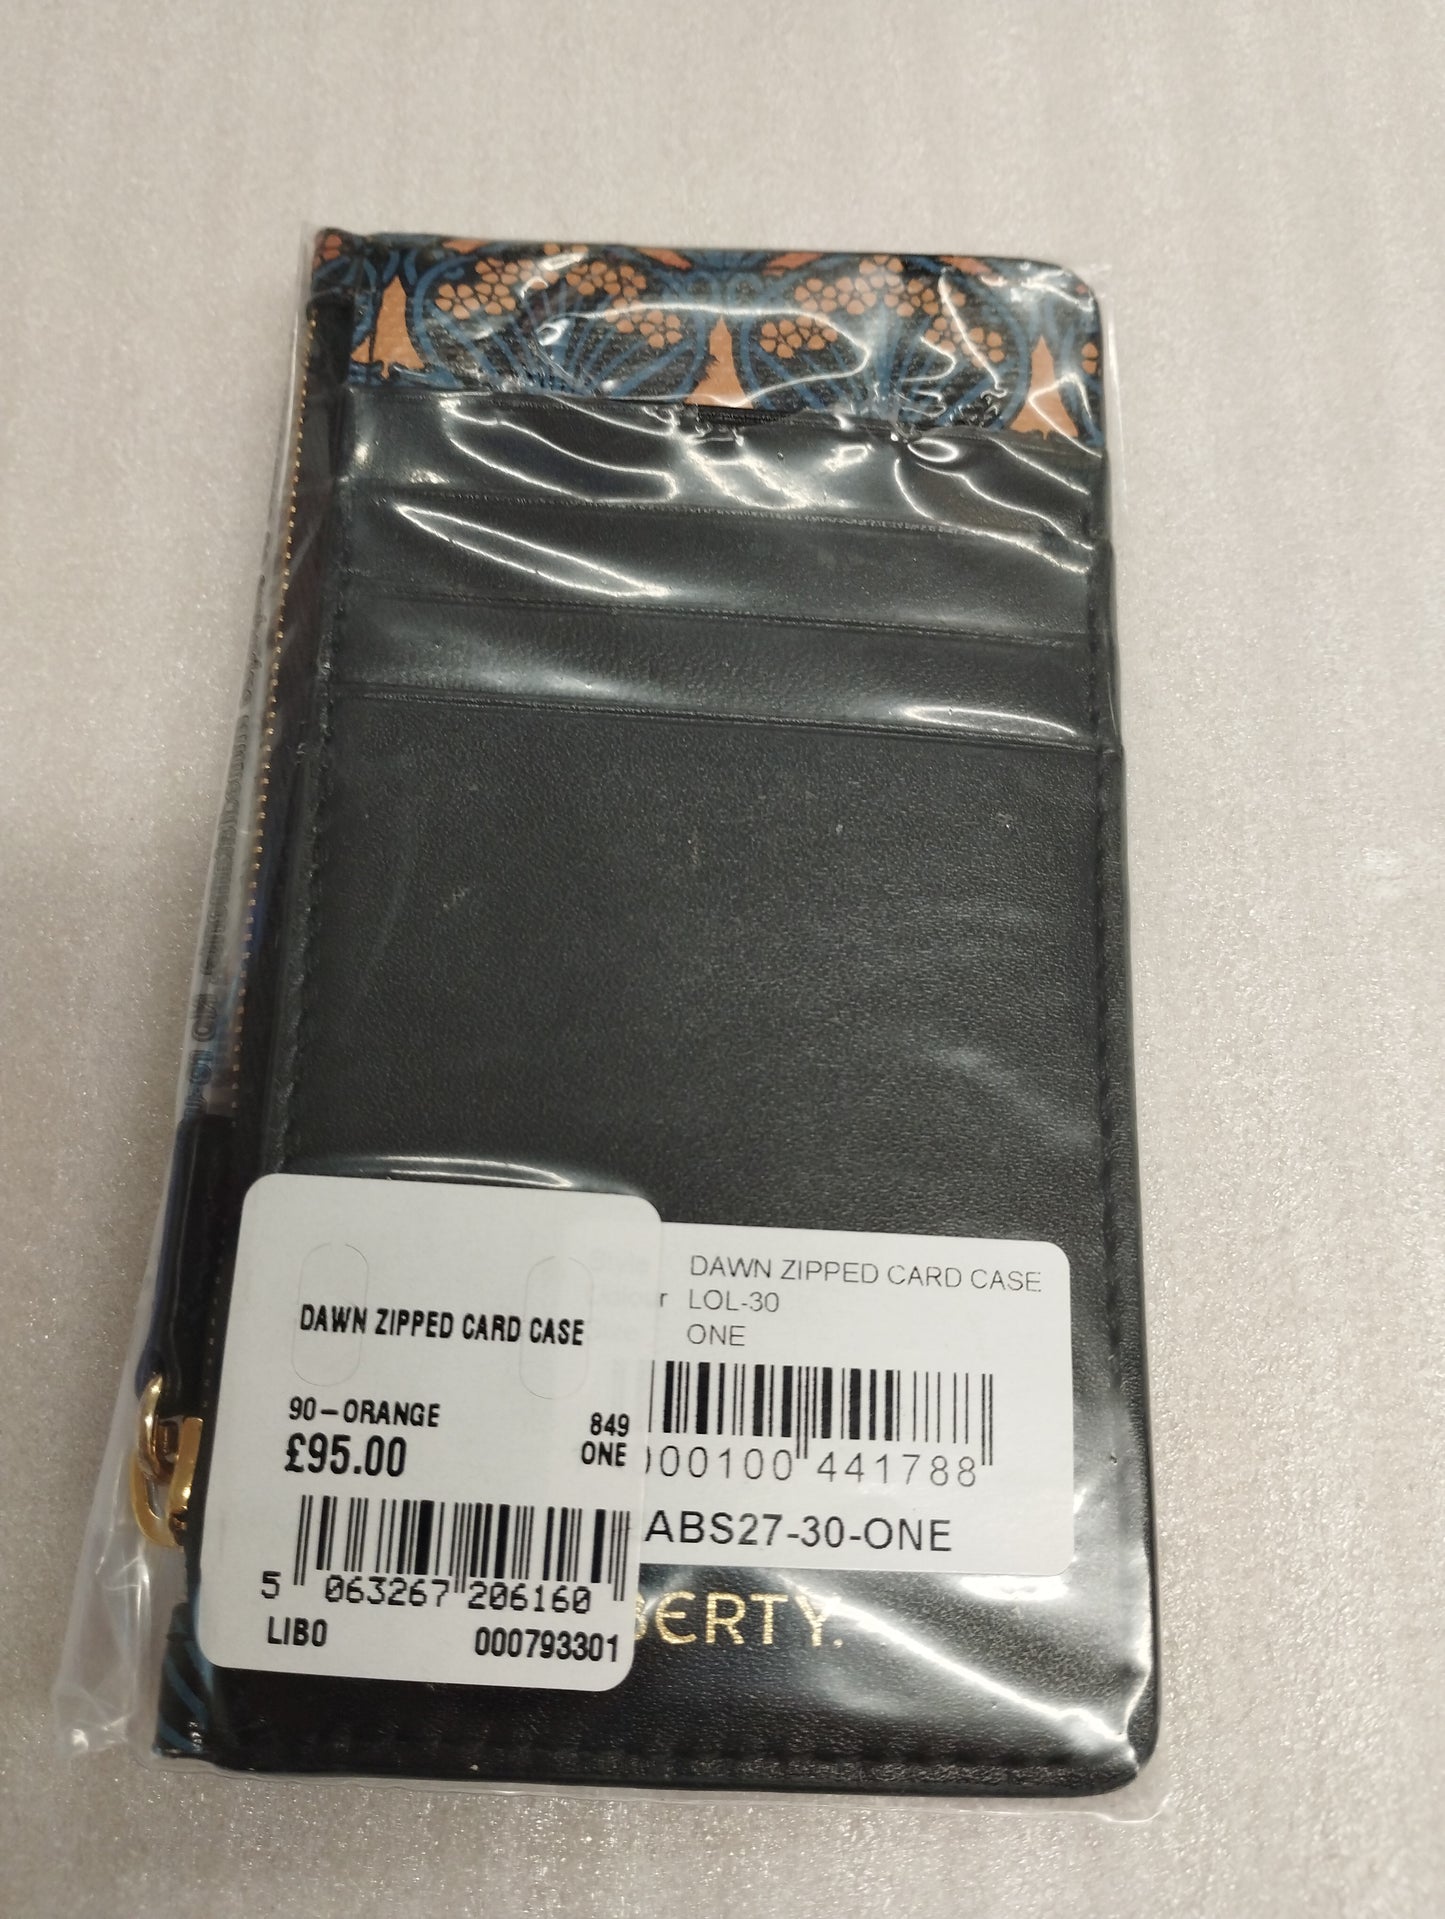 DAWN ZIPPED CARD CASE
90-ORANGE 849
£95.00 ONE
5 063267 206160
LIBO 000793301
DAWN ZIPPED CARD CASE
LOL-30
ONE
00100 441788
ABS27-30-ONE
BERTY.